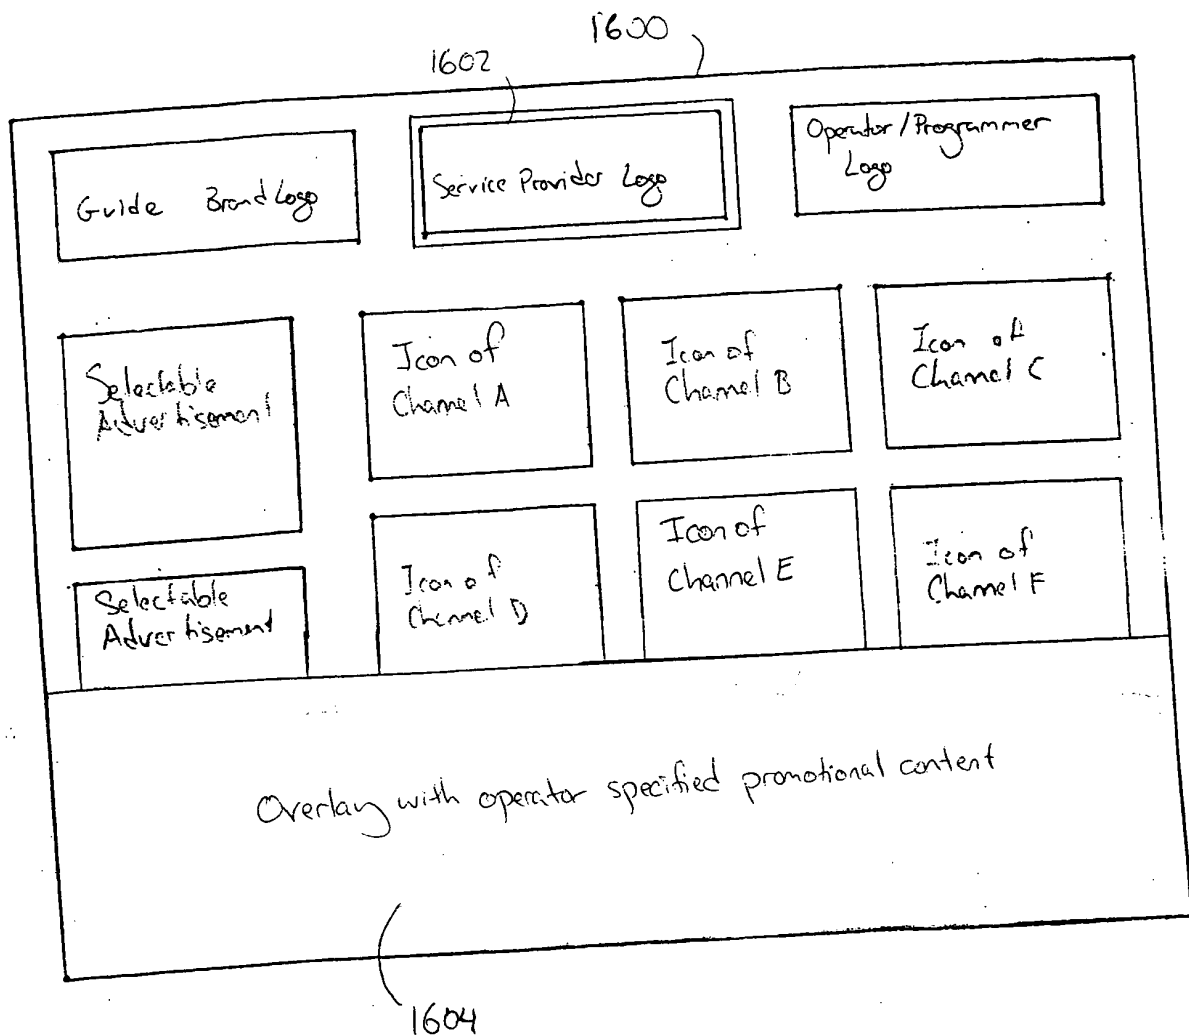 1600
1602
Guide Brand Logo
Service Provider Logo
Operator/Programmer
Logo
Selectable
Advertisement
Icon of
Channel A
Icon of
Channel B
Icon of
Channel C
Selectable
Advertisement
Icon of
Channel D
Icon of
Channel E
Icon of
Channel F
Overlay with operator specified promotional content
1604